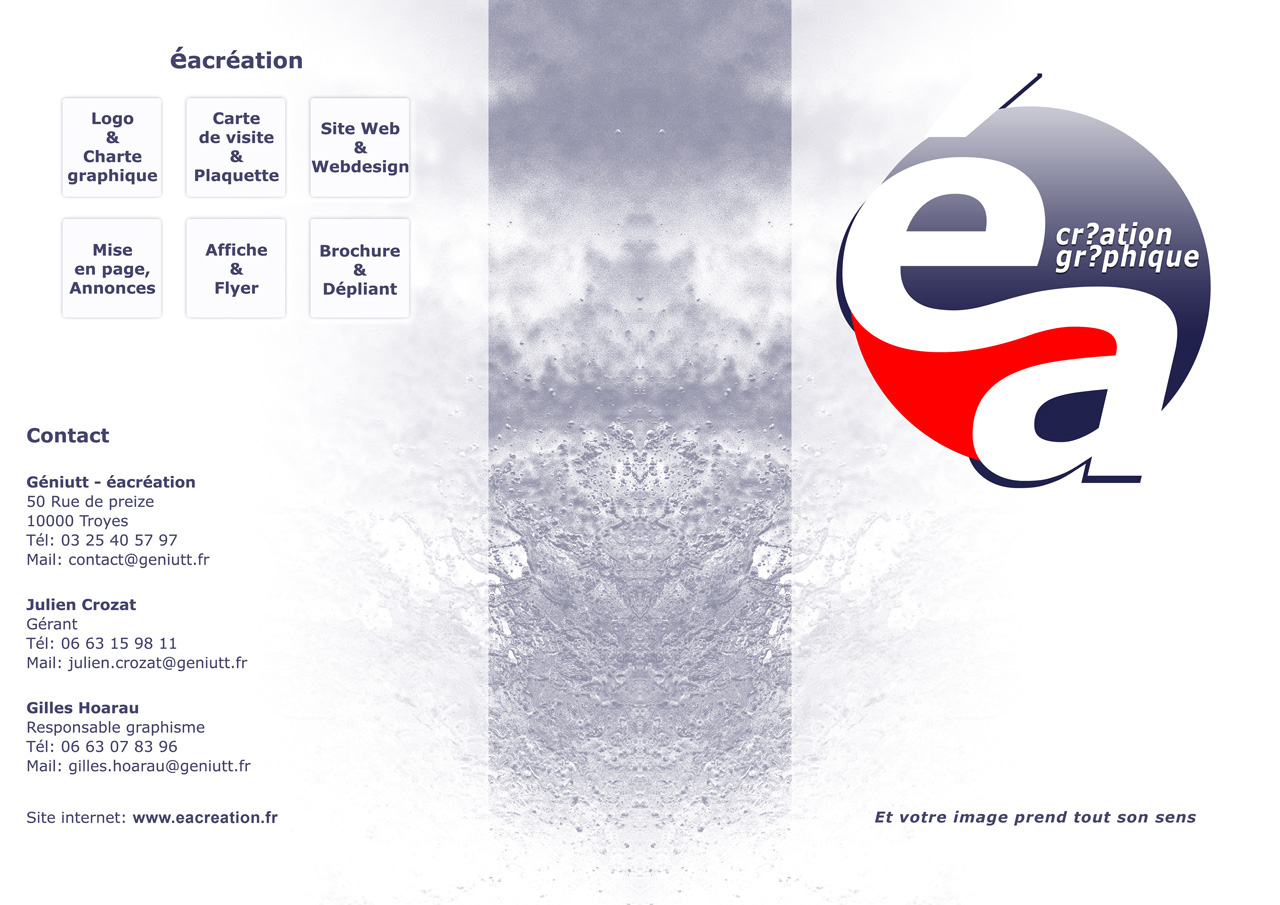 éacréation
Logo
&
Charte
graphique
Carte
de visite
&
Plaquette
Site Web
&
Webdesign
Mise
en page,
Annonces
Affiche
&
Flyer
Brochure
&
Dépliant
Contact
Géniutt - éacréation
50 Rue de preize
10000 Troyes
Tél: 03 25 40 57 97
Mail: contact@geniutt.fr
Julien Crozat
Gérant
Tél: 06 63 15 98 11
Mail: julien.crozat@geniutt.fr
Gilles Hoarau
Responsable graphisme
Tél: 06 63 07 83 96
Mail: gilles.hoarau@geniutt.fr
Site internet: www.eacreation.fr
éa
cr?ation
gr?phique
Et votre image prend tout son sens